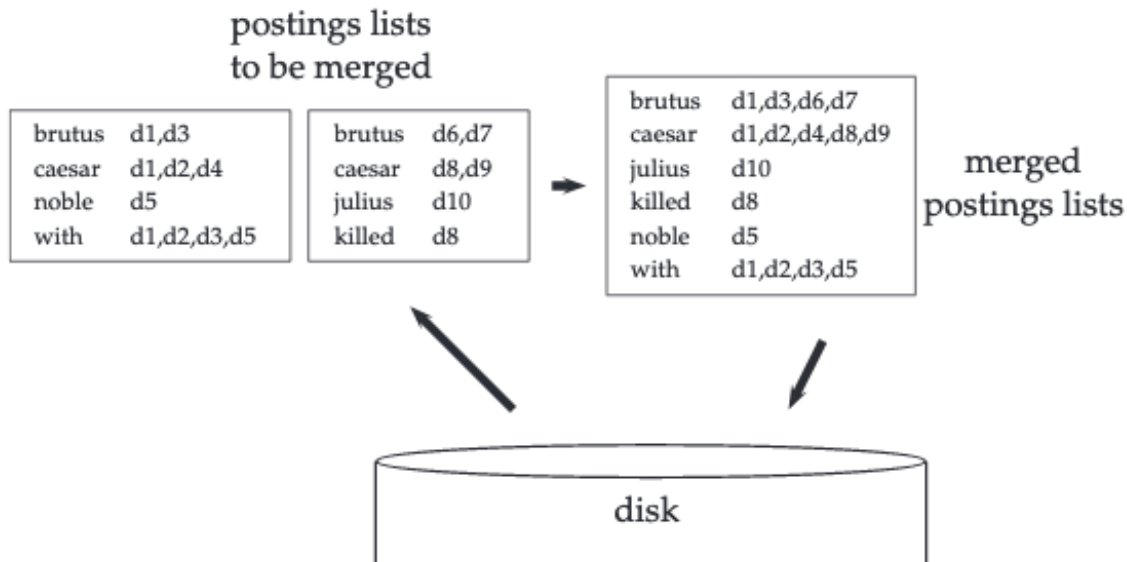 postings lists
to be merged
brutus d1,d3
caesar d1,d2,d4
noble d5
with d1,d2,d3,d5
brutus d6,d7
caesar d8,d9
julius d10
killed d8
brutus d1,d3,d6,d7
caesar d1,d2,d4,d8,d9
julius d10
killed d8
noble d5
with d1,d2,d3,d5
merged
postings lists
disk